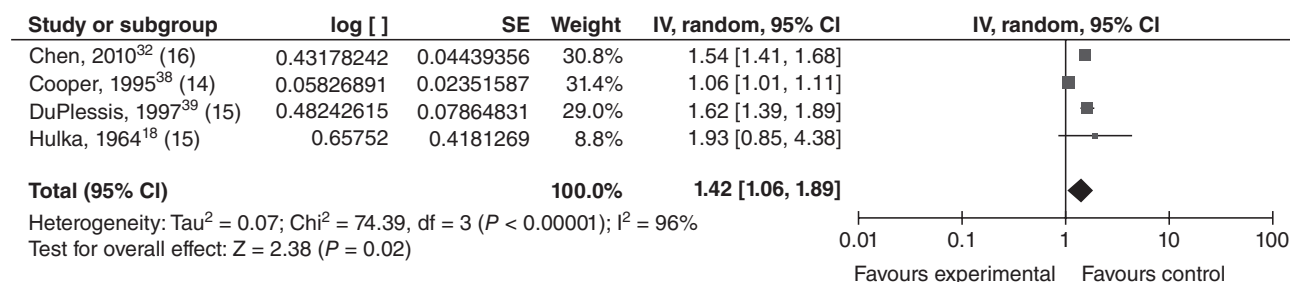 Study or subgroup log [ ] SE Weight IV, random, 95% CI IV, random, 95% CI
Chen, 2010³² (16) 0.43178242 0.04439356 30.8% 1.54 [1.41, 1.68]
Cooper, 1995³⁸ (14) 0.05826891 0.02351587 31.4% 1.06 [1.01, 1.11]
DuPlessis, 1997³⁹ (15) 0.48242615 0.07864831 29.0% 1.62 [1.39, 1.89]
Hulka, 1964¹⁸ (15) 0.65752 0.4181269 8.8% 1.93 [0.85, 4.38]
Total (95% CI) 100.0% 1.42 [1.06, 1.89]
Heterogeneity: Tau² = 0.07; Chi² = 74.39, df = 3 (P < 0.00001); I² = 96%
Test for overall effect: Z = 2.38 (P = 0.02)
0.01 0.1 1 10 100
Favours experimental Favours control